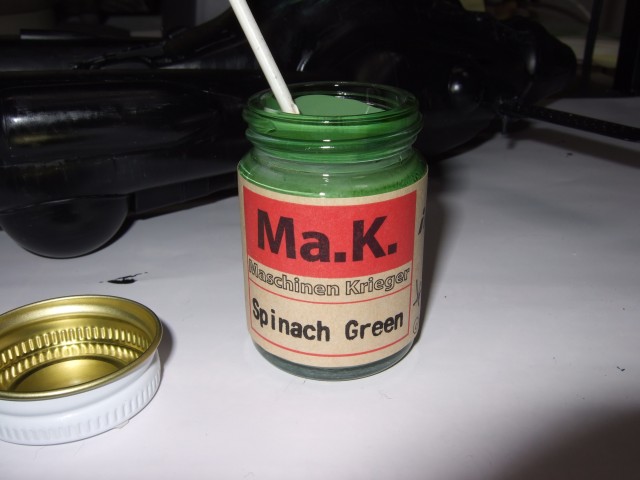 Ma.K.
Maschinen Krieger
Spinach Green